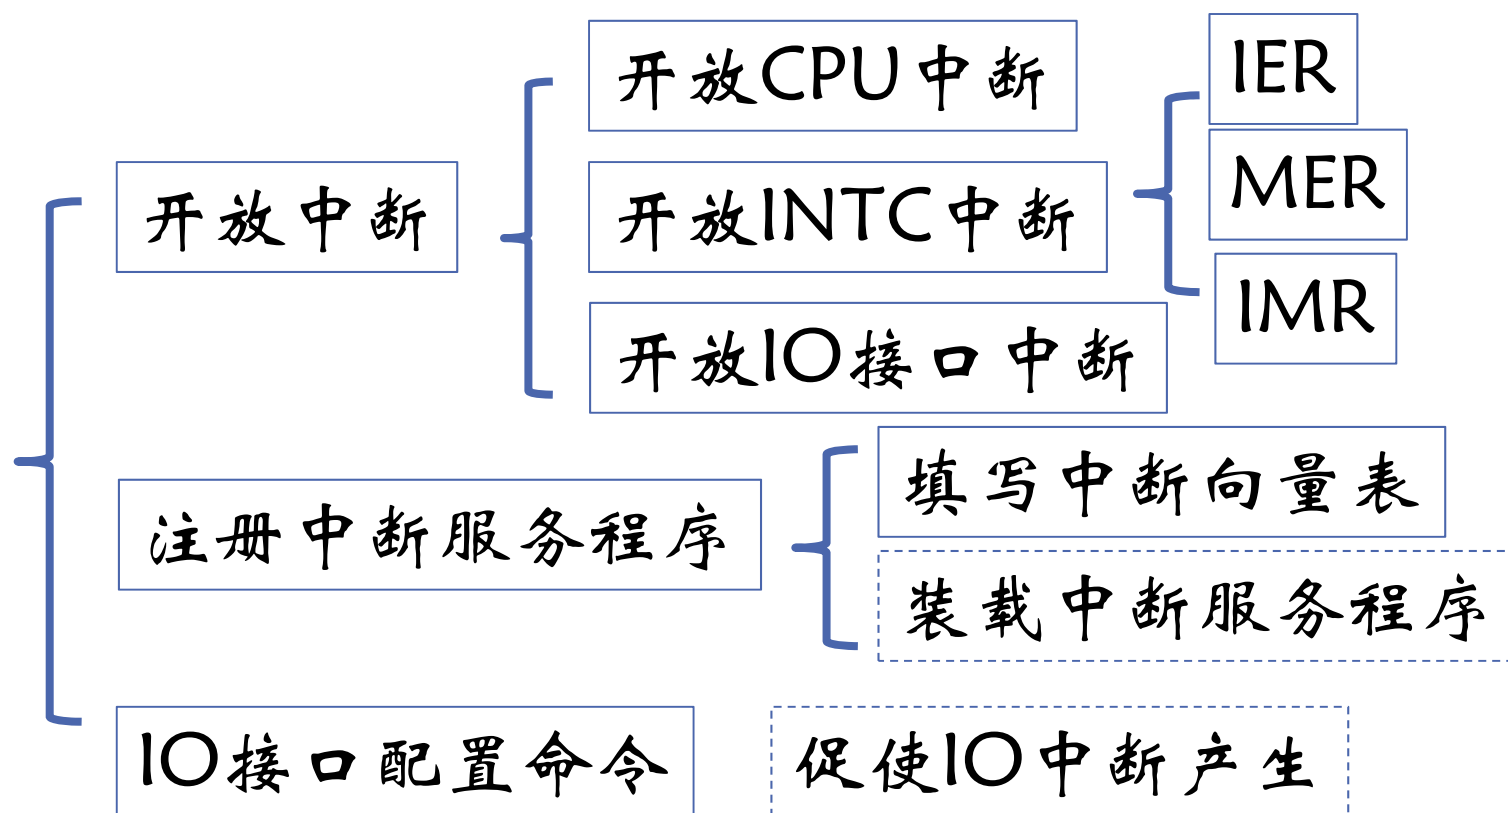 开放中断
开放CPU中断
开放INTC中断
开放IO接口中断
IER
MER
IMR
注册中断服务程序
填写中断向量表
装载中断服务程序
IO接口配置命令
促使IO中断产生